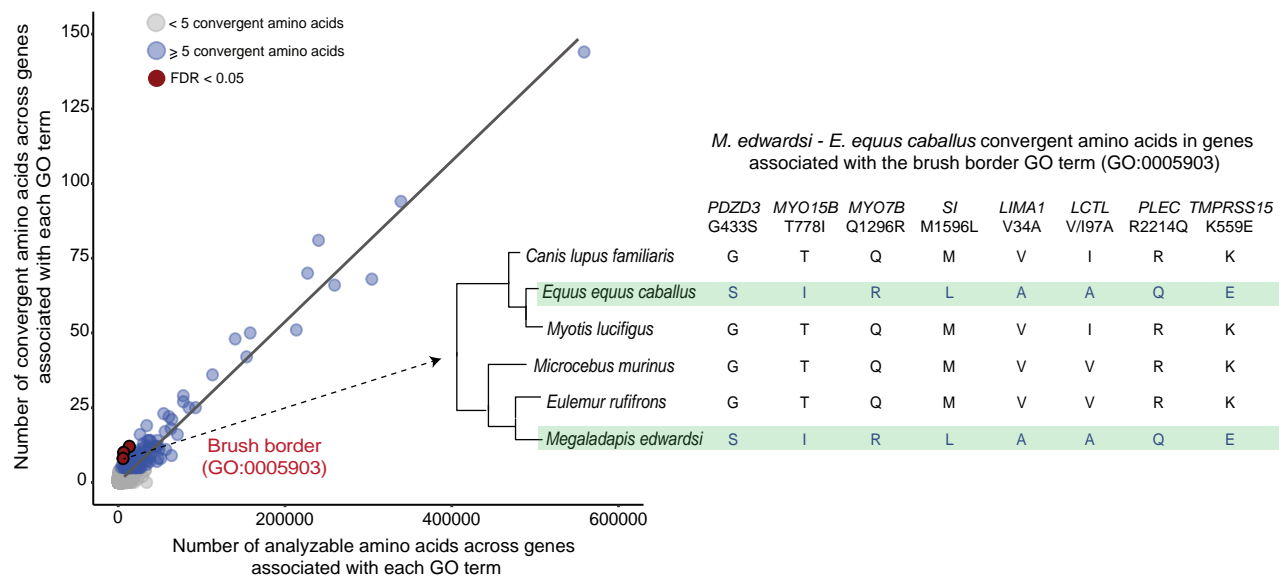 Number of convergent amino acids across genes
associated with each GO term
150
125
100
75
50
25
0
0
200000
400000
600000
Number of analyzable amino acids across genes
associated with each GO term
< 5 convergent amino acids
≥ 5 convergent amino acids
FDR < 0.05
Brush border
(GO:0005903)
M. edwardsi - E. equus caballus convergent amino acids in genes
associated with the brush border GO term (GO:0005903)
PDZD3 MYO15B MYO7B SI LIMA1 LCTL PLEC TMPRSS15
G433S T778I Q1296R M1596L V34A V/I97A R2214Q K559E
Canis lupus familiaris G T Q M V I R K
Equus equus caballus S I R L A A Q E
Myotis lucifigus G T Q M V I R K
Microcebus murinus G T Q M V V R K
Eulemur rufifrons G T Q M V V R K
Megaladapis edwardsi S I R L A A Q E